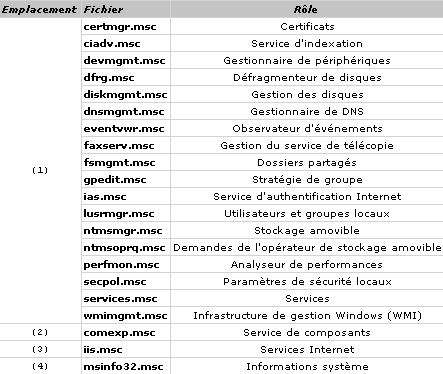 Emplacement Fichier Rôle
certmgr.msc Certificats
ciadv.msc Service d'indexation
devmgmt.msc Gestionnaire de périphériques
dfrg.msc Défragmenteur de disques
diskmgmt.msc Gestion des disques
dnsmgmt.msc Gestionnaire de DNS
eventvwr.msc Observateur d'événements
faxserv.msc Gestion du service de télécopie
fsmgmt.msc Dossiers partagés
(1) gpedit.msc Stratégie de groupe
ias.msc Service d'authentification Internet
lusrmgr.msc Utilisateurs et groupes locaux
ntmsmgr.msc Stockage amovible
ntmsoprq.msc Demandes de l'opérateur de stockage amovible
perfmon.msc Analyseur de performances
secpol.msc Paramètres de sécurité locaux
services.msc Services
wmimgmt.msc Infrastructure de gestion Windows (WMI)
(2) comexp.msc Service de composants
(3) iis.msc Services Internet
(4) msinfo32.msc Informations système